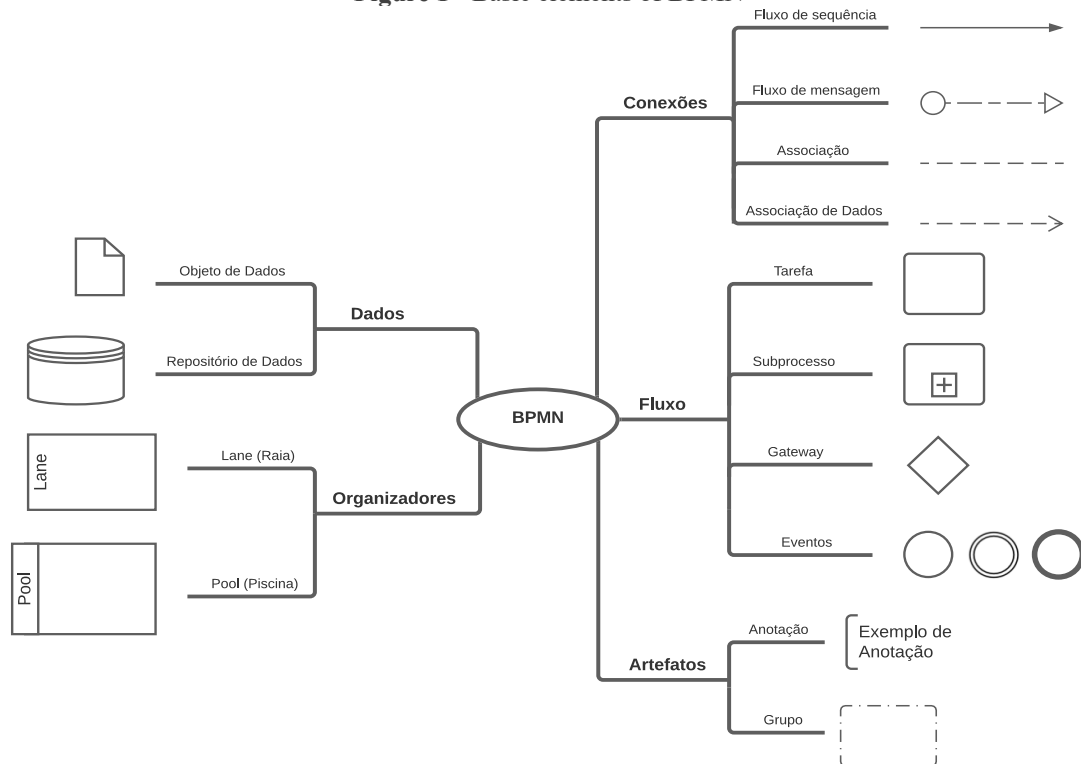 Fluxo de sequência
Fluxo de mensagem
Conexões
Associação
Associação de Dados
Objeto de Dados
Dados
Repositório de Dados
Tarefa
Subprocesso
BPMN
Fluxo
Gateway
Eventos
Lane
Lane (Raia)
Organizadores
Pool
Pool (Piscina)
Anotação
Exemplo de
Anotação
Artefatos
Grupo